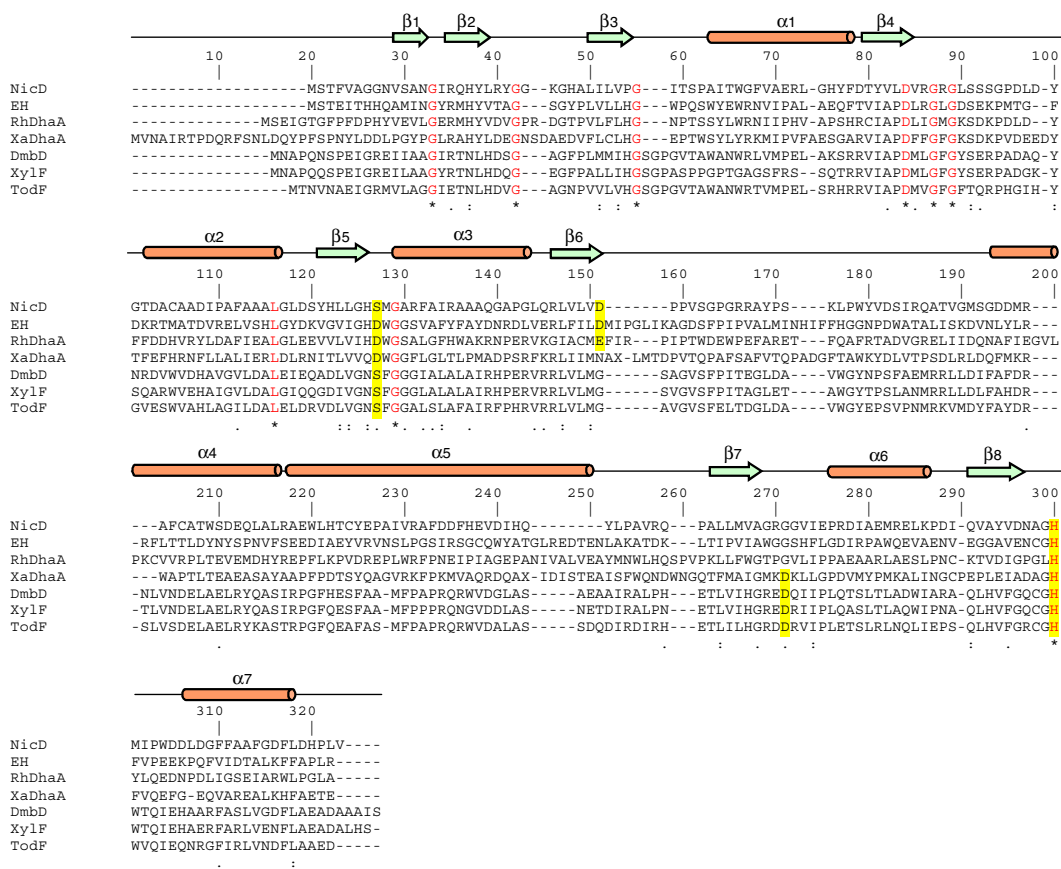 β1 β2 β3 α1 β4
10 20 30 40 50 60 70 80 90 100
NicD -------------------MSTFVAGGNVSANGIRQHYLRYGG--KGHALILVPG--ITSPAITWGFVAERL-GHYFDTYVLDVRGRGLSSSGPDLD-Y
EH -------------------MSTEITHHQAMINGYRMHYVTAG---SGYPLVLLHG--WPQSWYEWRNVIPAL-AEQFTVIAPDLRGLGDSEKPMTG-F
RhDhaA --------------MSEIGTGFPFDPHYVEVLGERMHYVDVGPR-DGTPVLFLHG--NPTSSYLWRNIIPHV-APSHRCIAPDLIGMGKSDKPDLD-Y
XaDhaA MVNAIRTPDQRFSNLDQYPFSPNYLDDLPGYPGLRAHYLDEGNSDAEDVFLCLHG--EPTWSYLYRKMIPVFAESGARVIAPDFFGFGKSDKPVDEEDY
DmbD ----------------MNAPQNSPEIGREIIAAGIRTNLHDSG---AGFPLMMIHGSGPGVTAWANWRLVMPEL-AKSRRVIAPDMLGFGYSERPADAQ-Y
XylF ----------------MNAPQQSPEIGREILAAGYRTNLHDQG---EGFPALLIHGSGPASPPGPTGAGSFRS-SQTRRVIAPDMLGFGYSERPADGK-Y
TodF -----------------MTNVNAEIGRMVLAGGIETNLHDAG---AGNPVVLVHGSGPGVTAWANWRTVMPEL-SRHRRVIAPDMVGFGFTQRPHGIH-Y
* . : * : : * : * * * : . :
α2 β5 α3 β6
110 120 130 140 150 160 170 180 190 200
NicD GTDACAADIPAFAAALGLDSYHLLGHSMGARFAIRAAAQGAPGLQRLVLVD------PPVSGPGRRAYPS----KLPWYVDSIRQATVGMSGDDMR---
EH DKRTMATDVRELVSHLGYDKVGVIGHDWGGSVAFYFAYDNRDLVERLFILDMIPGLIKAGDSFPIPVALMINHIFFHGGNPDWATALISKDVNLYLR--
RhDhaA FFDDHVRYLDAFIEALGLEEVVLVIHDWGSALGFHWAKRNPERVKGIACMEFIRP-----PIPTWDEWPEFARET----FQAFRTADVGRELIIDQNAFIEGVL
XaDhaA TFEFHRNFLLALIERLDLRNITLVVQDWGGFLGLTLPMADPSRFKRLIIMNAXLMTDPVTQPAFSAFVTQPADGFTAWKYDLVTPSDLRLDQFMKR---
DmbD NRDVWVDHAVGVLDALEIEQADLVGNSFGGGIALALAIRHPERVRRLVLMG------SAGVSFPITEGLDA------VWGYNPSFAEMRRLLDIFAFDR---
XylF SQARWVEHAIGVLDALGIQQGDIVGNSFGGGLALALAIRHPERVRRLVLMG------SVGVSFPITAGLET------AWGYTPSLANMRRLLDLFAHDR---
TodF GVESWVAHLAGILDALELDRVDLVGNSFGGALSLAFAIRFPHRVRRLVLMG------AVGVSFELTDGLDA------VWGYEPSVPNMRKVMDYFAYDR---
. * : : : . * . : : . . . : : .
α4 α5 β7 α6 β8
210 220 230 240 250 260 270 280 290 300
NicD ---AFCATWSDEQLALRAEWLHTCYEPAIVRAFDDFHEVDIHQ-------YLPAVRQ---PALLMVAGRGGVIEPRDIAEMRELKPDI-QVAYVDNAGH
EH --RFLTTLDYNYSPNVFSEEDIAEYVRVNSLPGSIRSGCQWYATGLREDTENLAKATDK---LTIPVIAWGGSHFLGDIRPAWQEVAENV-EGGAVENCGH
RhDhaA PKCVVRPLTEVEMDHYREPFLKPVDREPLWRFPNEIPIAGEPANIVALVEAYMNWLHQSPVPKLLFWGTPGVLIPPAEAARLAESLPNC-KTVDIGPGLH
XaDhaA ---WAPTLTEAEASAYAAPFPDTSYQAGVRKFPKMVAQRDQAX-IDISTEAISFWQNDWNGQTFMAIGMKDKLLGPDVMYPMKALINGCPEPLEIADAGH
DmbD --NLVNDELAELRYQASIRPGFHESFAA-MFPAPRQRWVDGLAS------AEAAIRALPH---ETLVIHGREDQIIPLQTSLTLADWIARA-QLHVFGQCGH
XylF --TLVNDELAELRYQASIRPGFQESFAA-MFPPPRQNGVDDLAS------NETDIRALPN---ETLVIHGREDRIIPLQASLTLAQWIPNA-QLHVFGQCGH
TodF --SLVSDELAELRYKASTRPGFQEAFAS-MFPAPRQRWVDALAS------SDQDIRDIRH---ETLILHGRDDRVIPLETSLRLNQLIEPS-QLHVFGRCGH
. . : . . : : . *
α7
310 320
NicD MIPWDDLDGFFAAFGDFLDHPLV----
EH FVPEEKPQFVIDTALKFFAPLR-----
RhDhaA YLQEDNPDLIGSEIARWLPGLA-----
XaDhaA FVQEFG-EQVAREALKHFAETE-----
DmbD WTQIEHAARFASLVGDFLAEADAAAIS
XylF WTQIEHAERFARLVENFLAEADALHS-
TodF WVQIEQNRGFIRLVNDFLAAED-----
. :